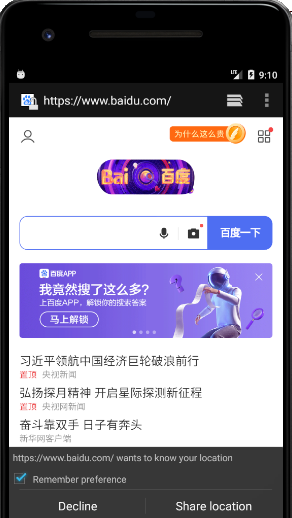 LTE 9:10
https://www.baidu.com/
为什么这么贵
Bai 百度
百度一下
百度APP
我竟然搜了这么多?
上百度APP，解锁你的搜索答案
马上解锁
习近平领航中国经济巨轮破浪前行
置顶 央视新闻
弘扬探月精神 开启星际探测新征程
置顶 央视网新闻
奋斗靠双手 日子有奔头
新华网客户端
https://www.baidu.com/ wants to know your location
Remember preference
Decline Share location